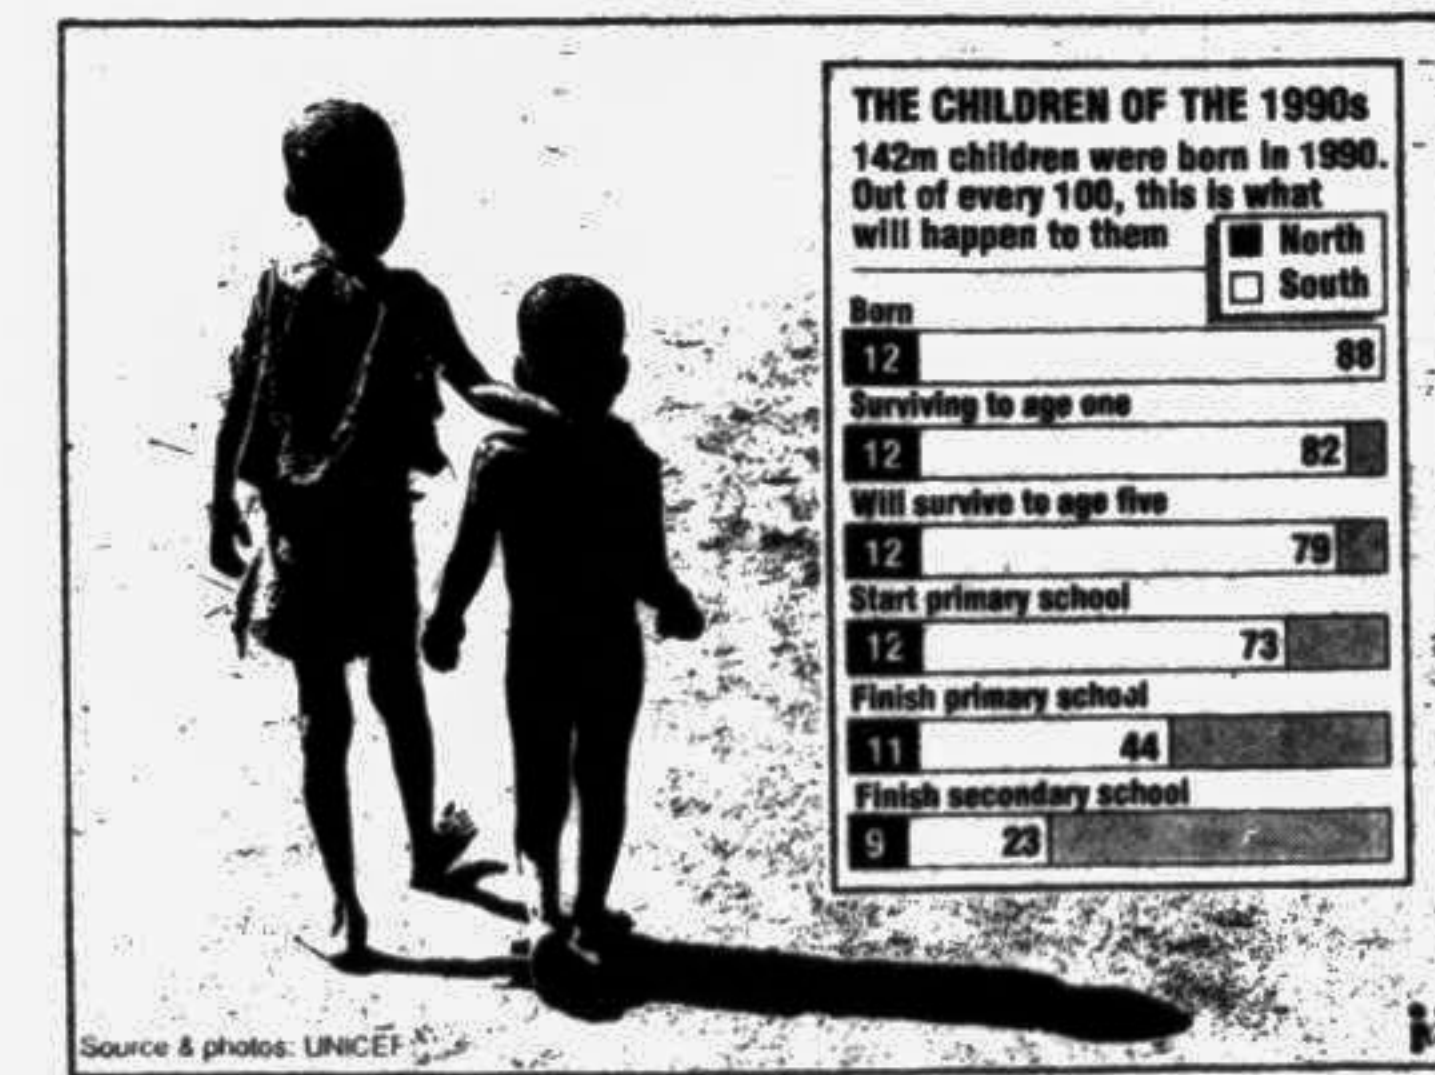 THE CHILDREN OF THE 1990s
142m children were born in 1990.
Out of every 100, this is what
will happen to them
North
South
Born
12 88
Surviving to age one
12 82
Will survive to age five
12 79
Start primary school
12 73
Finish primary school
11 44
Finish secondary school
9 23
Source & photos: UNICEF